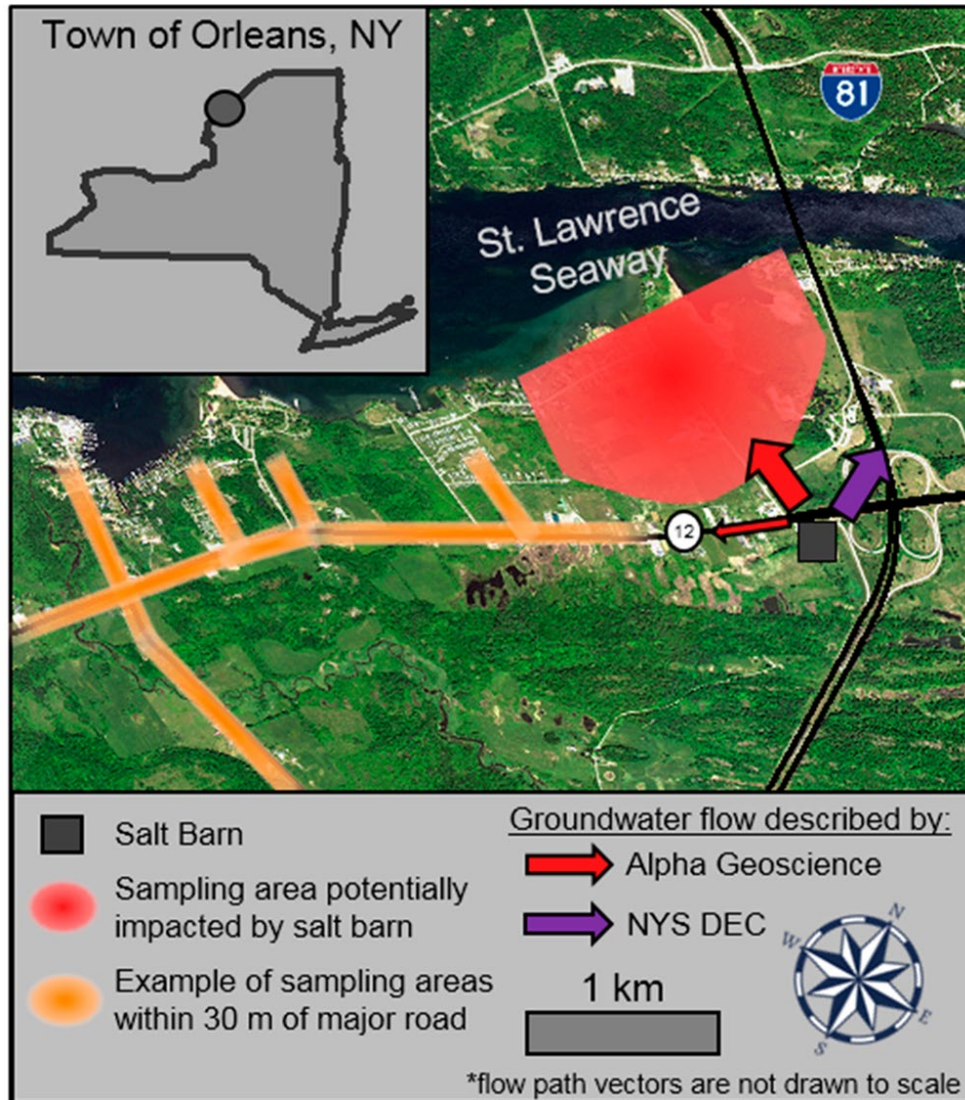 Town of Orleans, NY
INTERSTATE
81
St. Lawrence
Seaway
12
Salt Barn
Sampling area potentially
impacted by salt barn
Example of sampling areas
within 30 m of major road
Groundwater flow described by:
Alpha Geoscience
NYS DEC
1 km
N
W
E
S
*flow path vectors are not drawn to scale